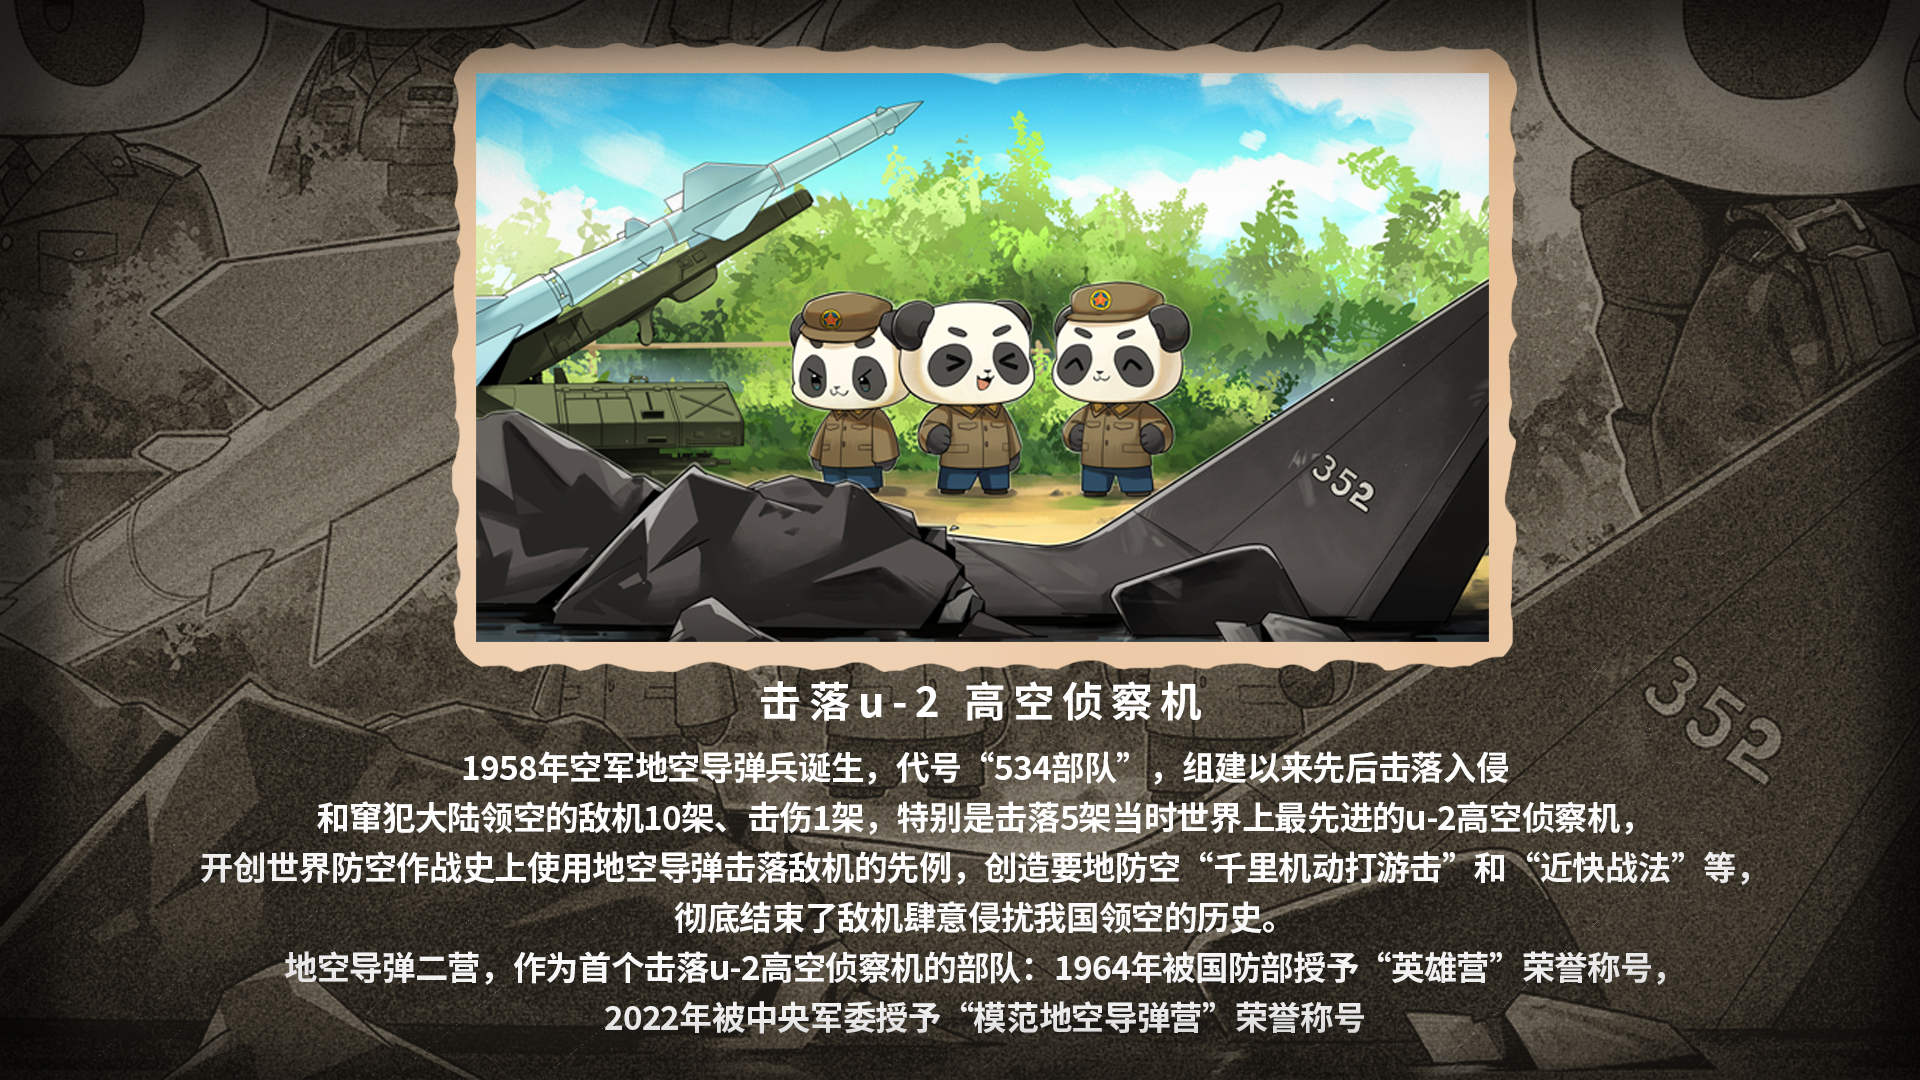 352
击落u-2高空侦察机
1958年空军地空导弹兵诞生，代号“534部队”，组建以来先后击落入侵
和窜犯大陆领空的敌机10架、击伤1架，特别是击落5架当时世界上最先进的u-2高空侦察机，
开创世界防空作战史上使用地空导弹击落敌机的先例，创造要地防空“千里机动打游击”和“近快战法”等，
彻底结束了敌机肆意侵扰我国领空的历史。
地空导弹二营，作为首个击落u-2高空侦察机的部队：1964年被国防部授予“英雄营”荣誉称号，
2022年被中央军委授予“模范地空导弹营”荣誉称号
352